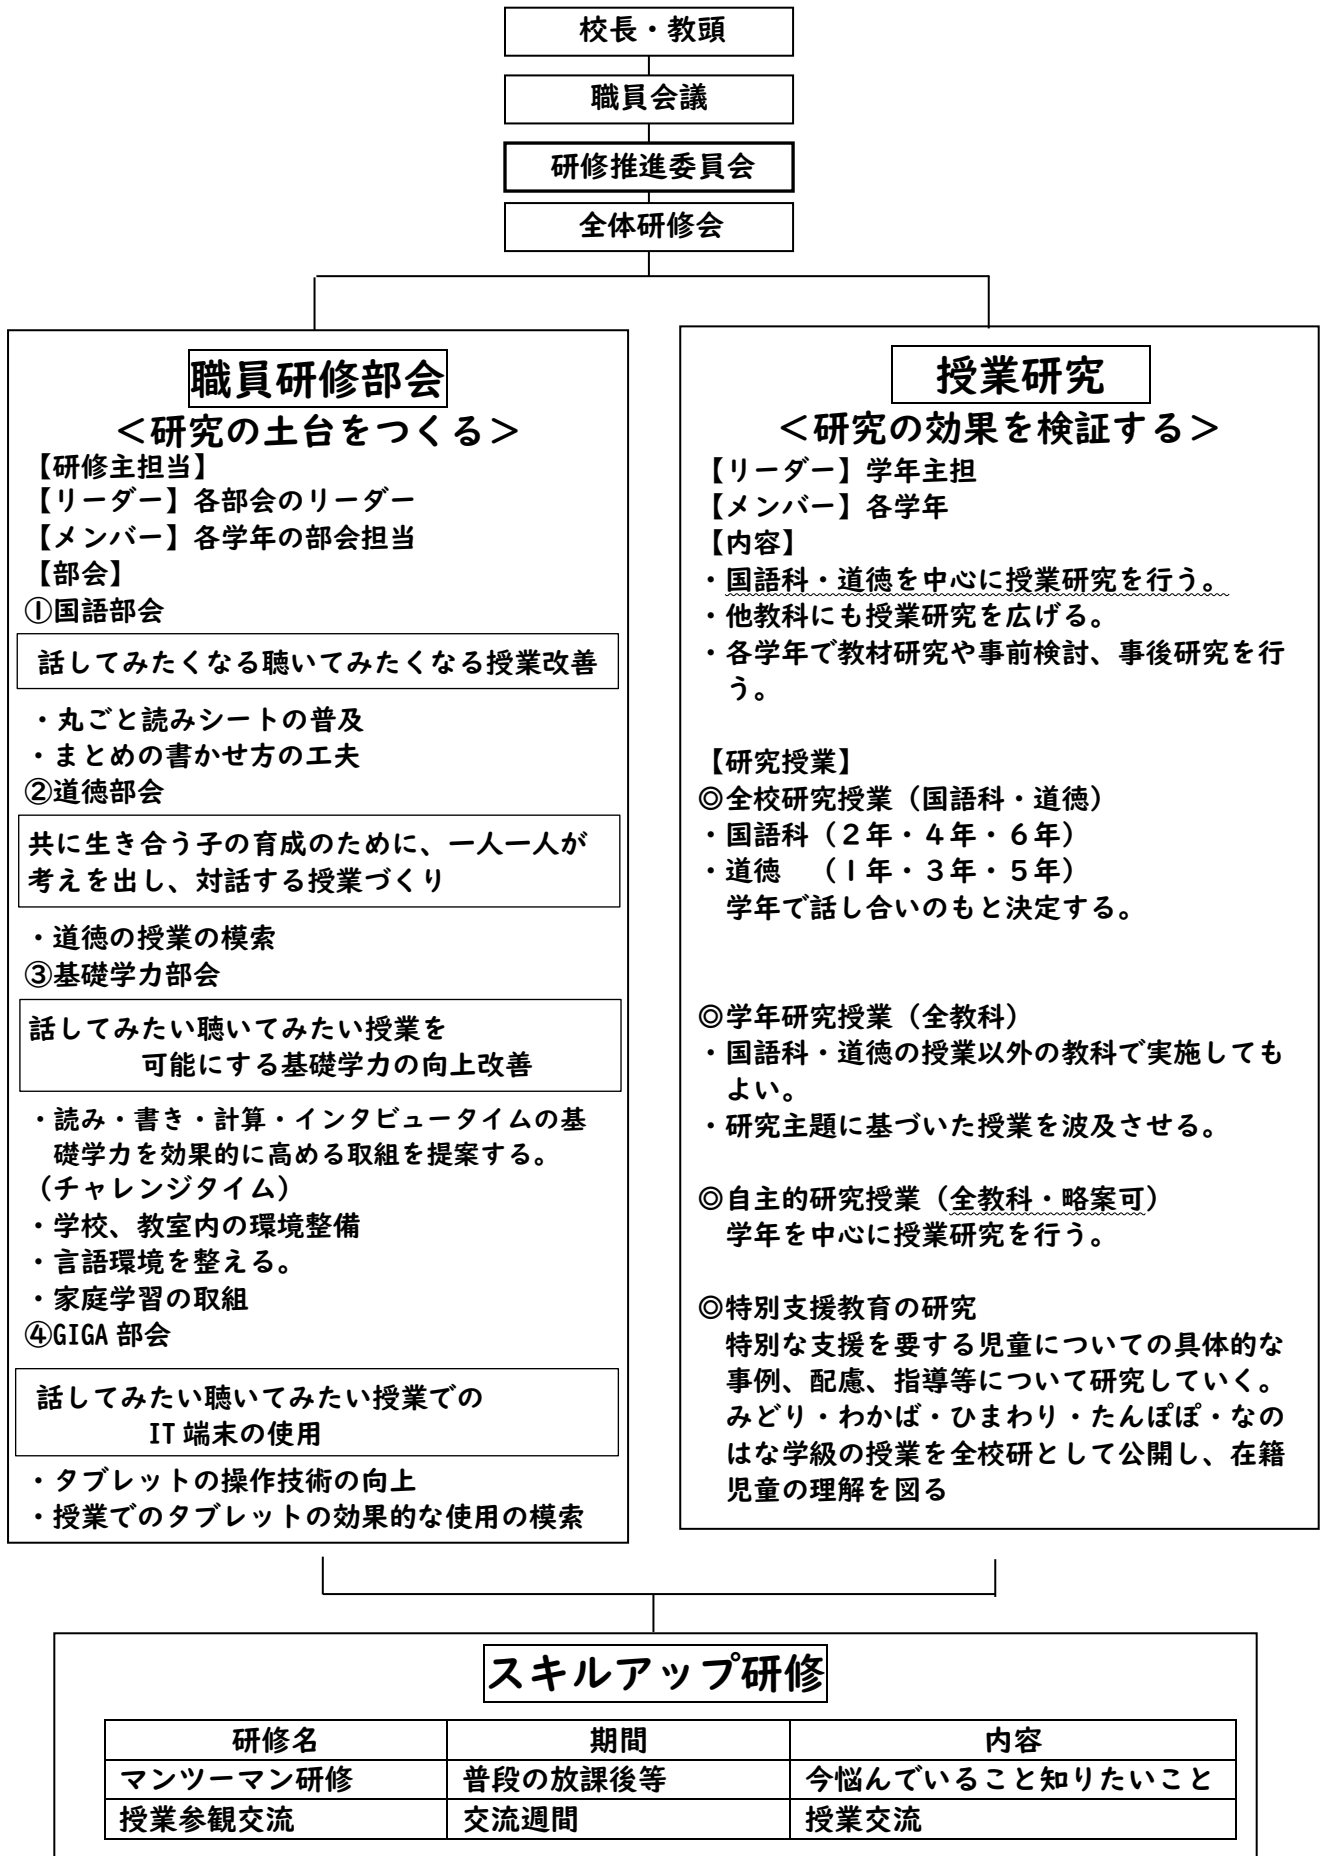 校長・教頭
職員会議
研修推進委員会
全体研修会
職員研修部会
＜研究の土台をつくる＞
【研修主担当】
【リーダー】各部会のリーダー
【メンバー】各学年の部会担当
【部会】
①国語部会
話してみたくなる聴いてみたくなる授業改善
・丸ごと読みシートの普及
・まとめの書かせ方の工夫
②道徳部会
共に生き合う子の育成のために、一人一人が
考えを出し、対話する授業づくり
・道徳の授業の模索
③基礎学力部会
話してみたい聴いてみたい授業を
可能にする基礎学力の向上改善
・読み・書き・計算・インタビュータイムの基
礎学力を効果的に高める取組を提案する。
（チャレンジタイム）
・学校、教室内の環境整備
・言語環境を整える。
・家庭学習の取組
④GIGA 部会
話してみたい聴いてみたい授業での
IT 端末の使用
・タブレットの操作技術の向上
・授業でのタブレットの効果的な使用の模索
授業研究
＜研究の効果を検証する＞
【リーダー】学年主担
【メンバー】各学年
【内容】
・国語科・道徳を中心に授業研究を行う。
・他教科にも授業研究を広げる。
・各学年で教材研究や事前検討、事後研究を行
う。
【研究授業】
◎全校研究授業（国語科・道徳）
・国語科（２年・４年・６年）
・道徳　（１年・３年・５年）
学年で話し合いのもと決定する。
◎学年研究授業（全教科）
・国語科・道徳の授業以外の教科で実施しても
よい。
・研究主題に基づいた授業を波及させる。
◎自主的研究授業（全教科・略案可）
学年を中心に授業研究を行う。
◎特別支援教育の研究
特別な支援を要する児童についての具体的な
事例、配慮、指導等について研究していく。
みどり・わかば・ひまわり・たんぽぽ・なの
はな学級の授業を全校研として公開し、在籍
児童の理解を図る
スキルアップ研修
研修名 期間 内容
マンツーマン研修 普段の放課後等 今悩んでいること知りたいこと
授業参観交流 交流週間 授業交流